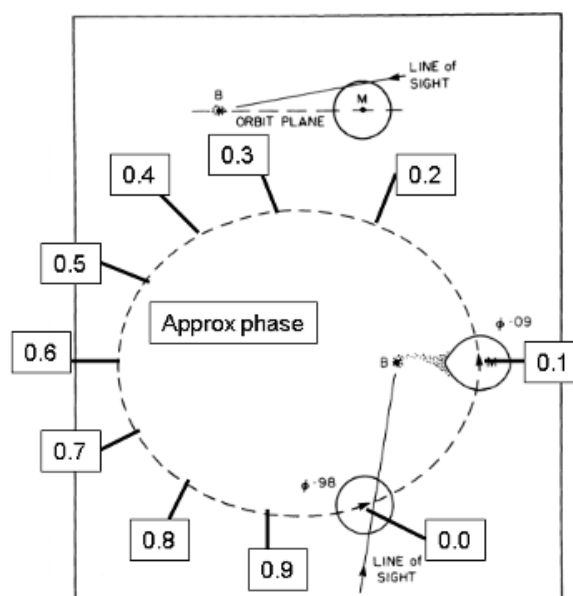 LINE of
SIGHT
B
M
ORBIT PLANE
0.3
0.4
0.2
0.5
Approx phase
ϕ·09
0.6
B
M
0.1
0.7
ϕ·98
0.8
0.9
0.0
LINE of
SIGHT